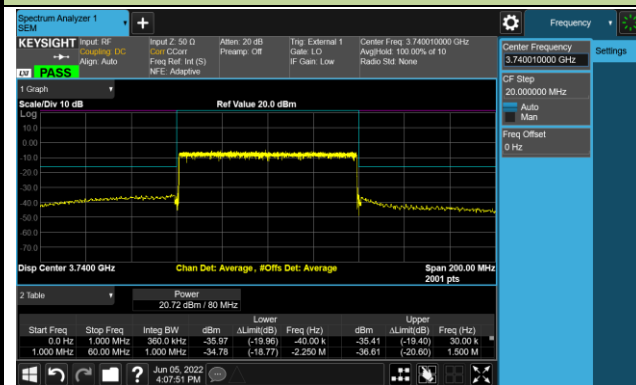 Spectrum Analyzer 1
SEM
Frequency
KEYSIGHT
Input: RF
Coupling: DC
Align: Auto
Input Z: 50 Ω
Corr CCorr
Freq Ref: Int (S)
NFE: Adaptive
Atten: 20 dB
Preamp: Off
Trig: External 1
Gate: LO
IF Gain: Low
Center Freq: 3.740010000 GHz
Avg|Hold: 100.00% of 10
Radio Std: None
LXI PASS
Center Frequency
3.740010000 GHz
Settings
CF Step
20.000000 MHz
Auto
Man
Freq Offset
0 Hz
1 Graph
Scale/Div 10 dB
Ref Value 20.0 dBm
Log
10.0
0.00
-10.0
-20.0
-30.0
-40.0
-50.0
-60.0
-70.0
Disp Center 3.7400 GHz
Chan Det: Average, #Offs Det: Average
Span 200.00 MHz
2001 pts
2 Table
Power
20.72 dBm / 80 MHz
Lower Upper
Start Freq Stop Freq Integ BW dBm ΔLimit(dB) Freq (Hz) dBm ΔLimit(dB) Freq (Hz)
0.0 Hz 1.000 MHz 360.0 kHz -35.97 (-19.96) -40.00 k -35.41 (-19.40) 30.00 k
1.000 MHz 60.00 MHz 1.000 MHz -34.78 (-18.77) -2.250 M -36.61 (-20.60) 1.500 M
Jun 05, 2022
4:07:51 PM